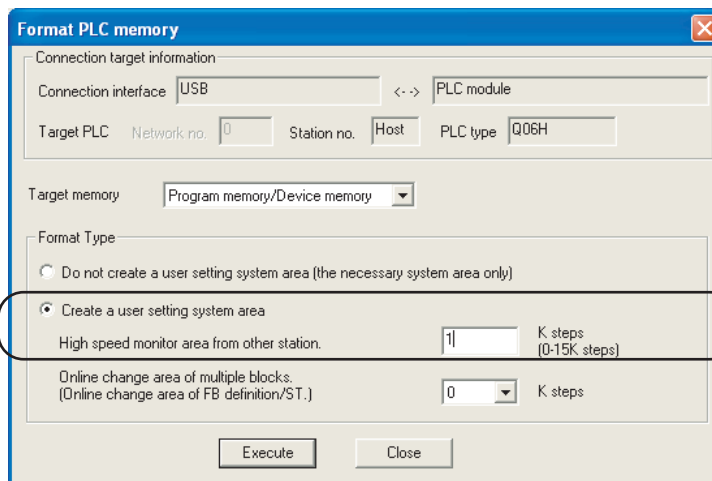 Format PLC memory
Connection target information
Connection interface USB <--> PLC module
Target PLC Network no. 0 Station no. Host PLC type Q06H
Target memory Program memory/Device memory
Format Type
Do not create a user setting system area (the necessary system area only)
Create a user setting system area
High speed monitor area from other station. 1 K steps
(0-15K steps)
Online change area of multiple blocks.
(Online change area of FB definition/ST.) 0 K steps
Execute Close